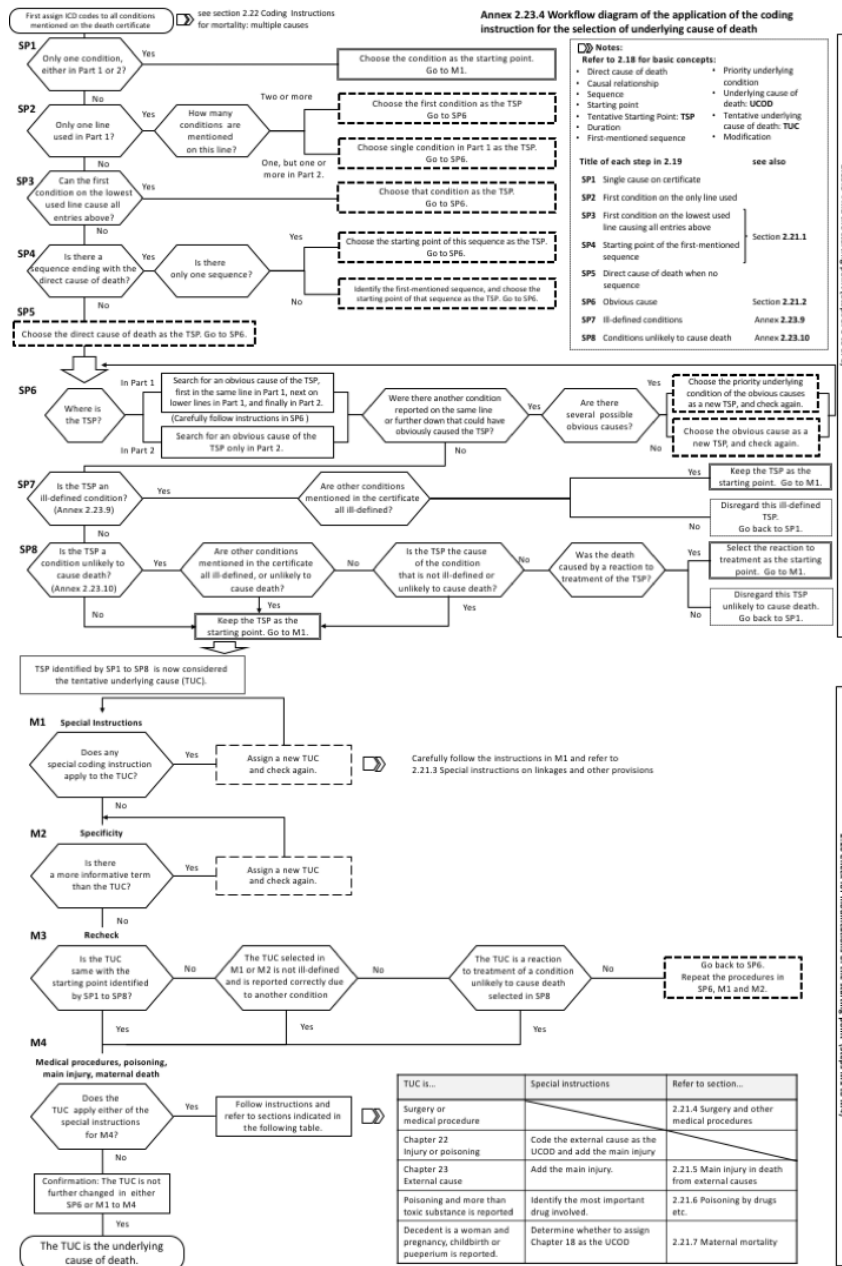 First assign ICD codes to all conditions
mentioned on the death certificate
see section 2.22 Coding Instructions
for mortality: multiple causes
Annex 2.23.4 Workflow diagram of the application of the coding
instruction for the selection of underlying cause of death
Notes:
Refer to 2.18 for basic concepts:
• Direct cause of death
• Causal relationship
• Sequence
• Starting point
• Tentative Starting Point: TSP
• Duration
• First-mentioned sequence
• Priority underlying
condition
• Underlying cause of
death: UCOD
• Tentative underlying
cause of death: TUC
• Modification
Title of each step in 2.19
see also
SP1 Single cause on certificate
SP2 First condition on the only line used
SP3 First condition on the lowest used
line causing all entries above
SP4 Starting point of the first-mentioned
sequence
Section 2.21.1
SP5 Direct cause of death when no
sequence
SP6 Obvious cause Section 2.21.2
SP7 Ill-defined conditions Annex 2.23.9
SP8 Conditions unlikely to cause death Annex 2.23.10
SP1
Only one condition,
either in Part 1 or 2?
Yes
Choose the condition as the starting point.
Go to M1.
No
SP2
Only one line
used in Part 1?
Yes
How many
conditions are
mentioned
on this line?
Two or more
Choose the first condition as the TSP
Go to SP6
Choose single condition in Part 1 as the TSP.
Go to SP6.
One, but one or
more in Part 2.
No
SP3
Can the first
condition on the lowest
used line cause all
entries above?
Yes
Choose that condition as the TSP.
Go to SP6.
No
SP4
Is there a
sequence ending with the
direct cause of death?
Yes
Is there
only one sequence?
Yes
Choose the starting point of this sequence as the TSP.
Go to SP6.
No
Identify the first-mentioned sequence, and choose the
starting point of that sequence as the TSP. Go to SP6.
No
SP5
Choose the direct cause of death as the TSP. Go to SP6.
SP6
Where is
the TSP?
In Part 1
Search for an obvious cause of the TSP,
first in the same line in Part 1, next on
lower lines in Part 1, and finally in Part 2.
(Carefully follow instructions in SP6 )
Search for an obvious cause of the
TSP only in Part 2.
In Part 2
Were there another condition
reported on the same line
or further down that could have
obviously caused the TSP?
Yes
Are there
several possible
obvious causes?
Yes
Choose the priority underlying
condition of the obvious causes
as a new TSP, and check again.
No
Choose the obvious cause as a
new TSP, and check again.
No
SP7
Is the TSP an
ill-defined condition?
(Annex 2.23.9)
Yes
Are other conditions
mentioned in the certificate
all ill-defined?
Yes
Keep the TSP as the
starting point. Go to M1.
No
Disregard this ill-defined
TSP.
Go back to SP1.
No
SP8
Is the TSP a
condition unlikely to
cause death?
(Annex 2.23.10)
Yes
Are other conditions
mentioned in the certificate
all ill-defined, or unlikely to
cause death?
No
Is the TSP the cause
of the condition
that is not ill-defined or
unlikely to cause death?
No
Was the death
caused by a reaction to
treatment of the TSP?
Yes
Select the reaction to
treatment as the starting
point. Go to M1.
No
Disregard this TSP
unlikely to cause death.
Go back to SP1.
Yes
Yes
No
Keep the TSP as the
starting point. Go to M1.
TSP identified by SP1 to SP8 is now considered
the tentative underlying cause (TUC).
M1 Special Instructions
Does any
special coding instruction
apply to the TUC?
Yes
Assign a new TUC
and check again.
Carefully follow the instructions in M1 and refer to
2.21.3 Special instructions on linkages and other provisions
No
M2 Specificity
Is there
a more informative term
than the TUC?
Yes
Assign a new TUC
and check again.
No
M3 Recheck
Is the TUC
same with the
starting point identified
by SP1 to SP8?
No
The TUC selected in
M1 or M2 is not ill-defined
and is reported correctly due
to another condition
No
The TUC is a reaction
to treatment of a condition
unlikely to cause death
selected in SP8
No
Go back to SP6.
Repeat the procedures in
SP6, M1 and M2.
Yes
Yes
Yes
M4
Medical procedures, poisoning,
main injury, maternal death
Does the
TUC apply either of the
special instructions
for M4?
Yes
Follow instructions and
refer to sections indicated in
the following table.
No
Confirmation: The TUC is not
further changed in either
SP6 or M1 to M4
Yes
The TUC is the underlying
cause of death.
TUC is... Special instructions Refer to section...
Surgery or
medical procedure
2.21.4 Surgery and other
medical procedures
Chapter 22
Injury or poisoning
Code the external cause as the
UCOD and add the main injury
Chapter 23
External cause
Add the main injury.
2.21.5 Main injury in death
from external causes
Poisoning and more than
toxic substance is reported
Identify the most important
drug involved.
2.21.6 Poisoning by drugs
etc.
Decedent is a woman and
pregnancy, childbirth or
pueperium is reported.
Determine whether to assign
Chapter 18 as the UCOD
2.21.7 Maternal mortality